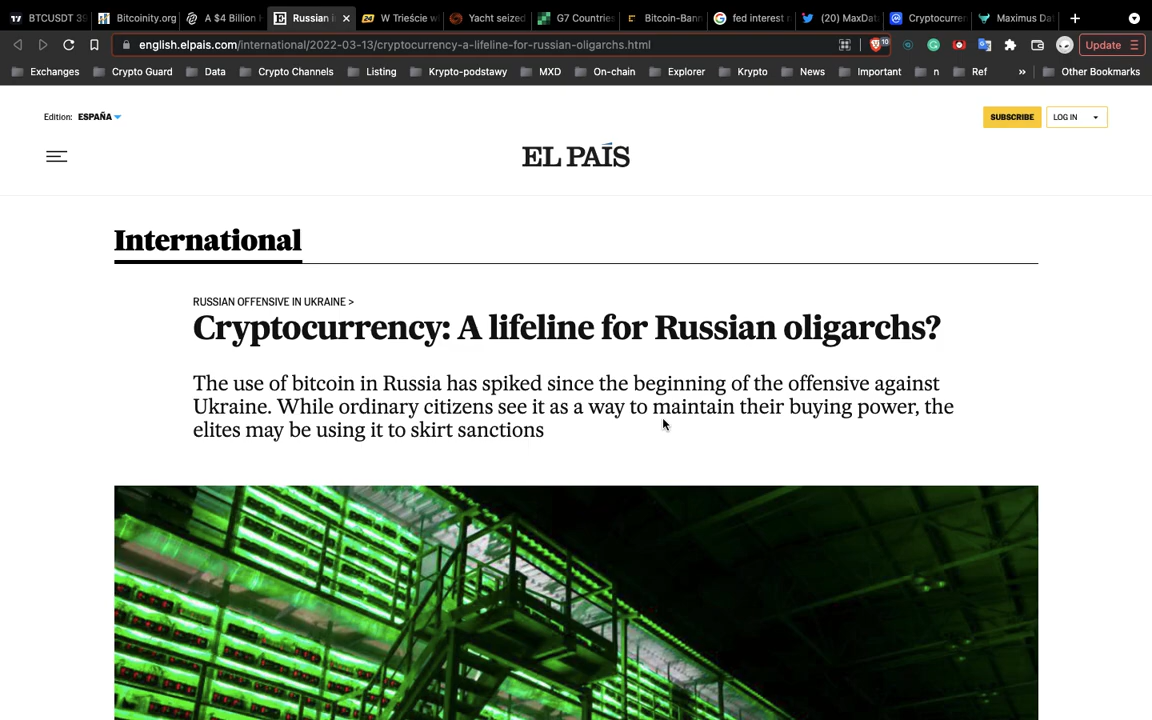 BTCUSDT 39
Bitcoinity.org
A $4 Billion
Russian i
W Trieście w
Yacht seized
G7 Countries
Bitcoin-Bann
fed interest r
(20) MaxDat
Cryptocurren
Maximus Dat
english.elpais.com/international/2022-03-13/cryptocurrency-a-lifeline-for-russian-oligarchs.html
10
Update
Exchanges
Crypto Guard
Data
Crypto Channels
Listing
Krypto-podstawy
MXD
On-chain
Explorer
Krypto
News
Important
n
Ref
»
Other Bookmarks
Edition: ESPAÑA
SUBSCRIBE
LOG IN
EL PAÍS
International
RUSSIAN OFFENSIVE IN UKRAINE >
Cryptocurrency: A lifeline for Russian oligarchs?
The use of bitcoin in Russia has spiked since the beginning of the offensive against
Ukraine. While ordinary citizens see it as a way to maintain their buying power, the
elites may be using it to skirt sanctions